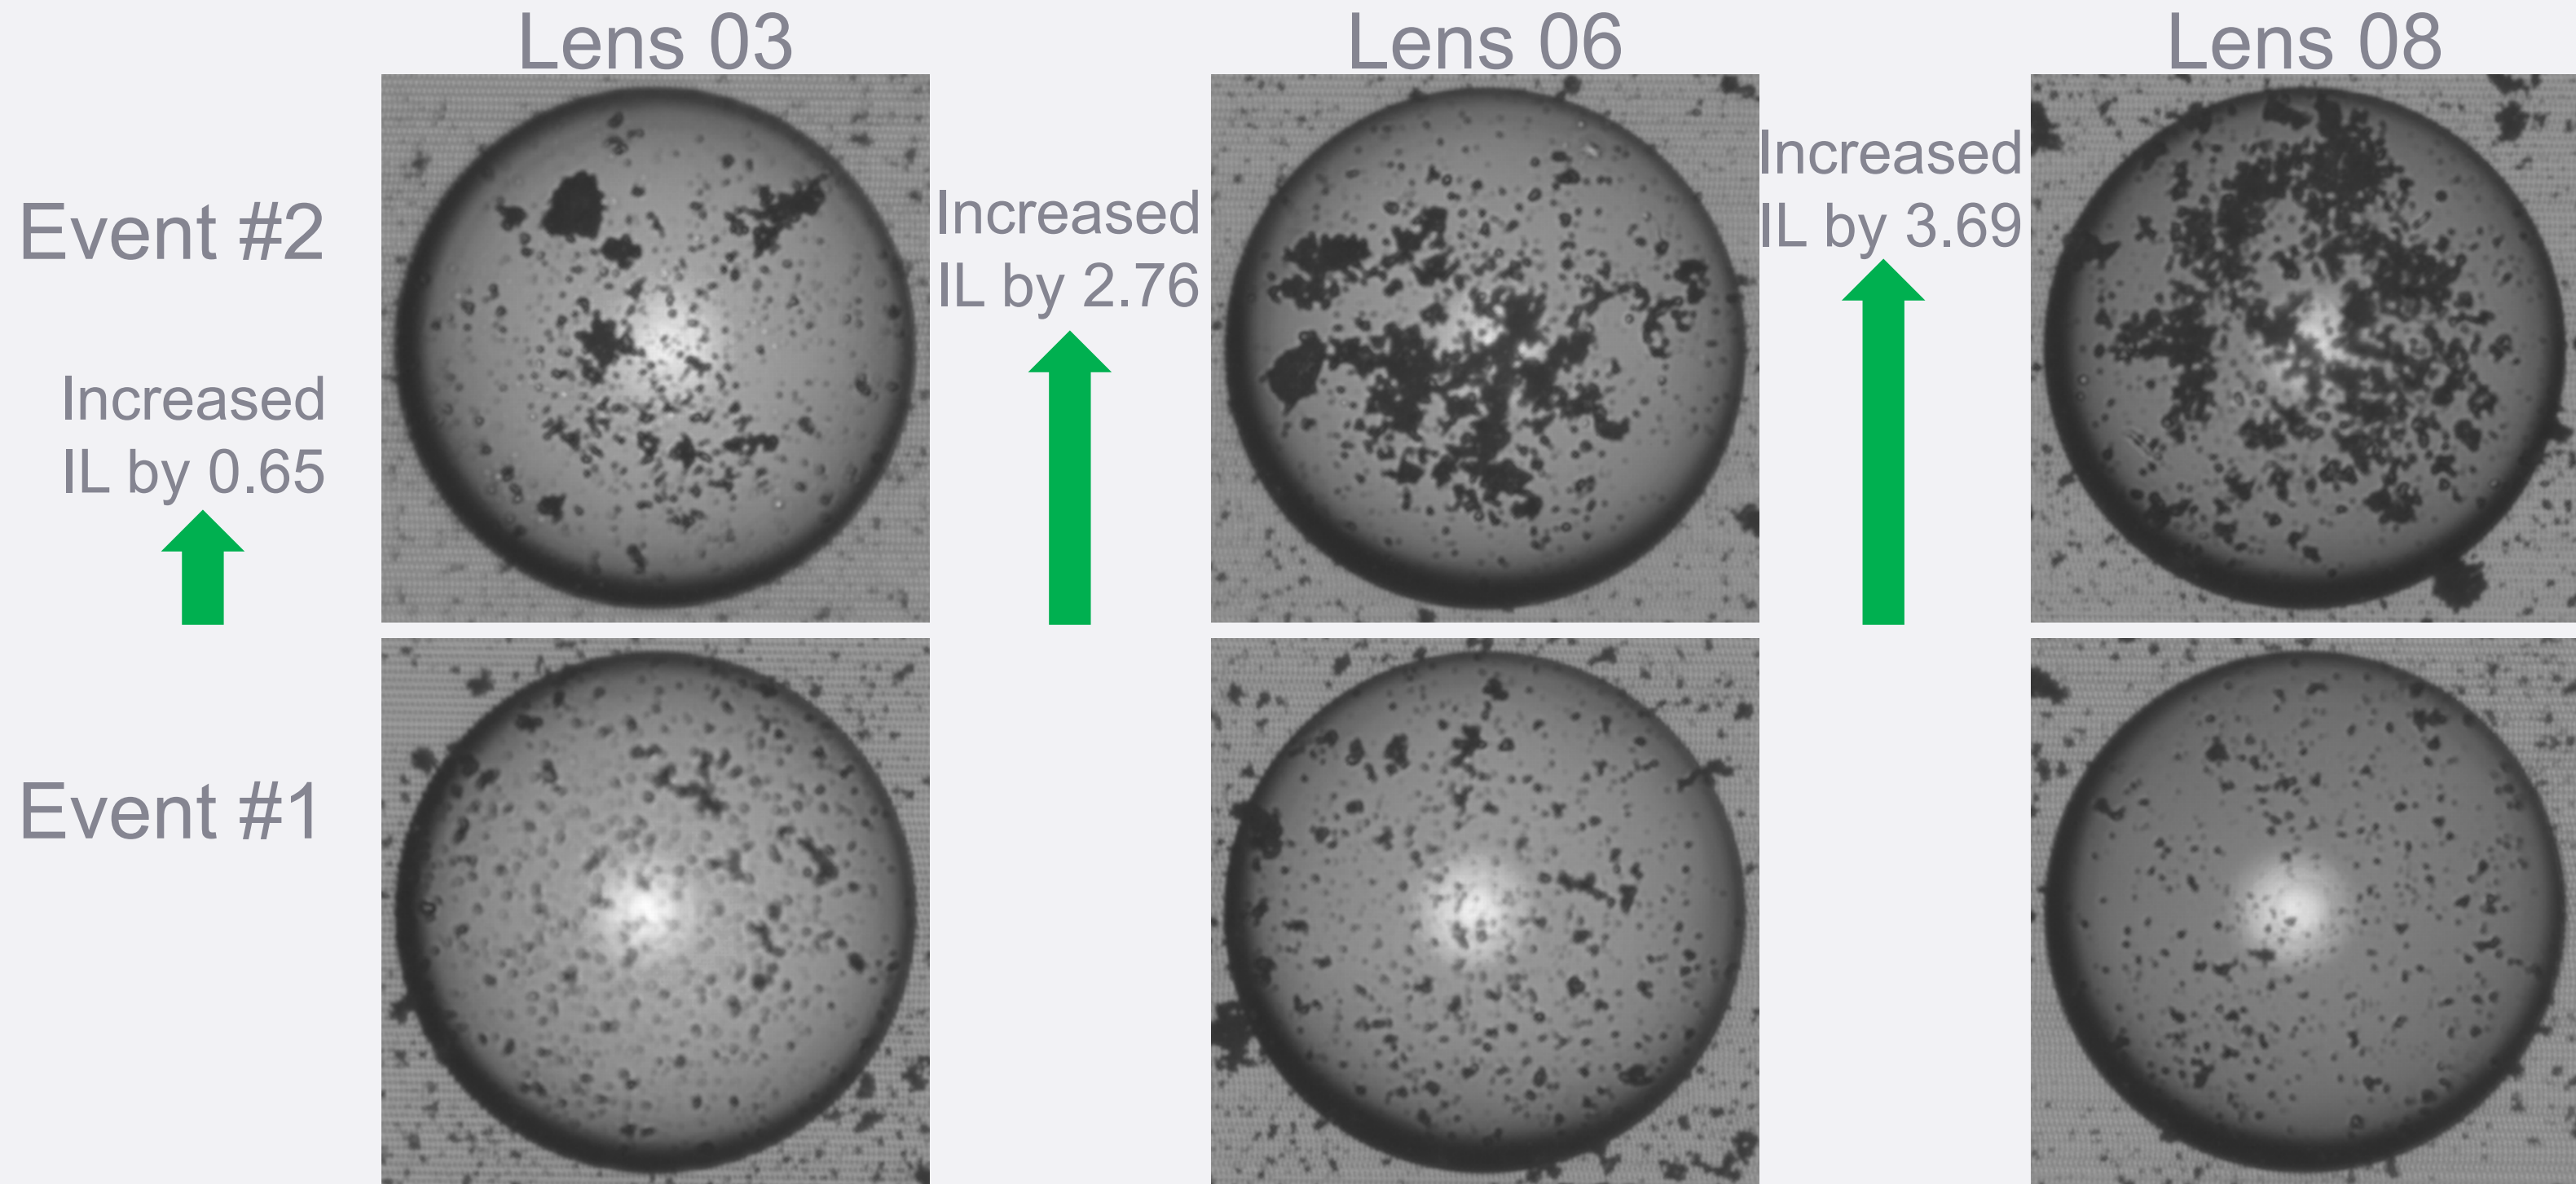 Lens 03
Lens 06
Lens 08
Event #2
Increased
IL by 0.65
Increased
IL by 2.76
Increased
IL by 3.69
Event #1